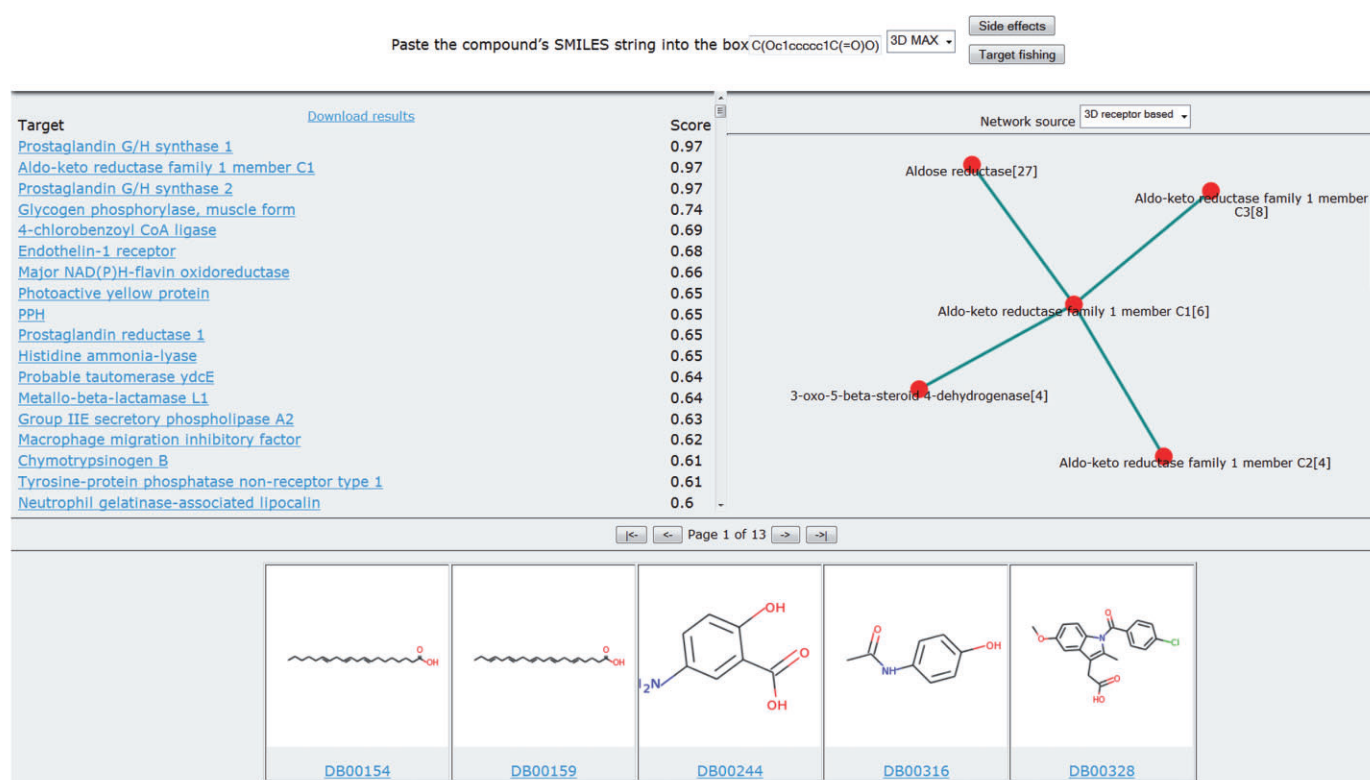 Paste the compound's SMILES string into the box C(Oc1ccccc1C(=O)O) 3D MAX
Side effects
Target fishing
Download results
Target Score
Prostaglandin G/H synthase 1 0.97
Aldo-keto reductase family 1 member C1 0.97
Prostaglandin G/H synthase 2 0.97
Glycogen phosphorylase, muscle form 0.74
4-chlorobenzoyl CoA ligase 0.69
Endothelin-1 receptor 0.68
Major NAD(P)H-flavin oxidoreductase 0.66
Photoactive yellow protein 0.65
PPH 0.65
Prostaglandin reductase 1 0.65
Histidine ammonia-lyase 0.65
Probable tautomerase ydcE 0.64
Metallo-beta-lactamase L1 0.64
Group IIE secretory phospholipase A2 0.63
Macrophage migration inhibitory factor 0.62
Chymotrypsinogen B 0.61
Tyrosine-protein phosphatase non-receptor type 1 0.61
Neutrophil gelatinase-associated lipocalin 0.6
Network source 3D receptor based
Aldose reductase[27]
Aldo-keto reductase family 1 member
C3[8]
Aldo-keto reductase family 1 member C1[6]
3-oxo-5-beta-steroid 4-dehydrogenase[4]
Aldo-keto reductase family 1 member C2[4]
|<- <- Page 1 of 13 -> ->|
O
OH
O
OH
OH
O
OH
I₂N
O
NH
OH
O
O
N
Cl
O
HO
DB00154 DB00159 DB00244 DB00316 DB00328